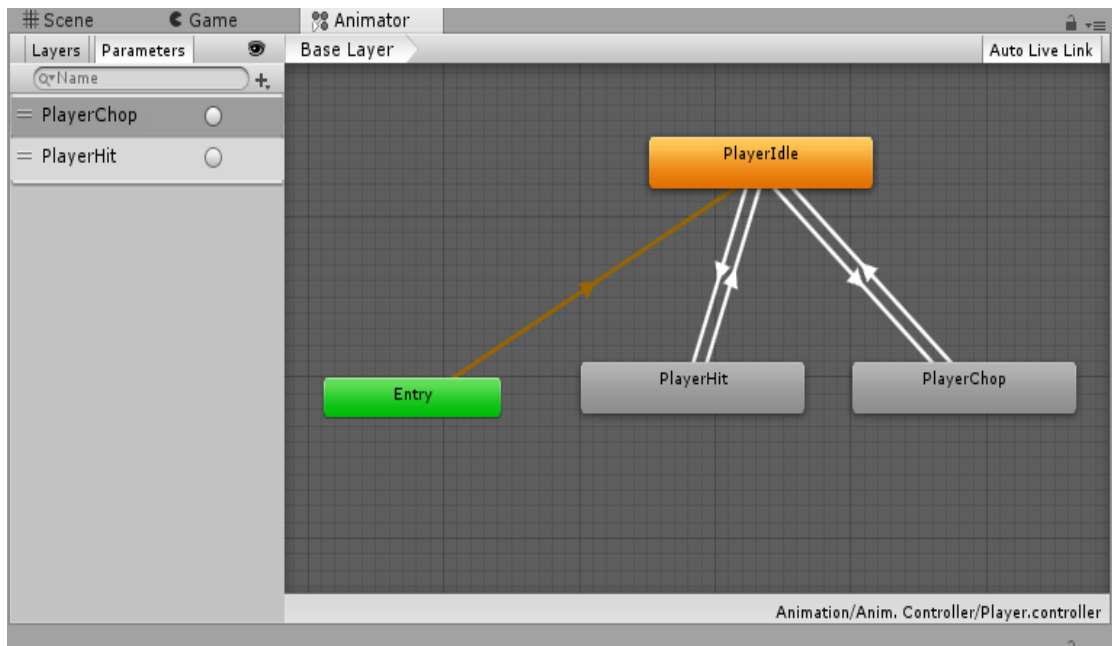 Scene Game Animator
Layers Parameters Base Layer Auto Live Link
Name
PlayerChop
PlayerHit
PlayerIdle
Entry
PlayerHit
PlayerChop
Animation/Anim. Controller/Player.controller